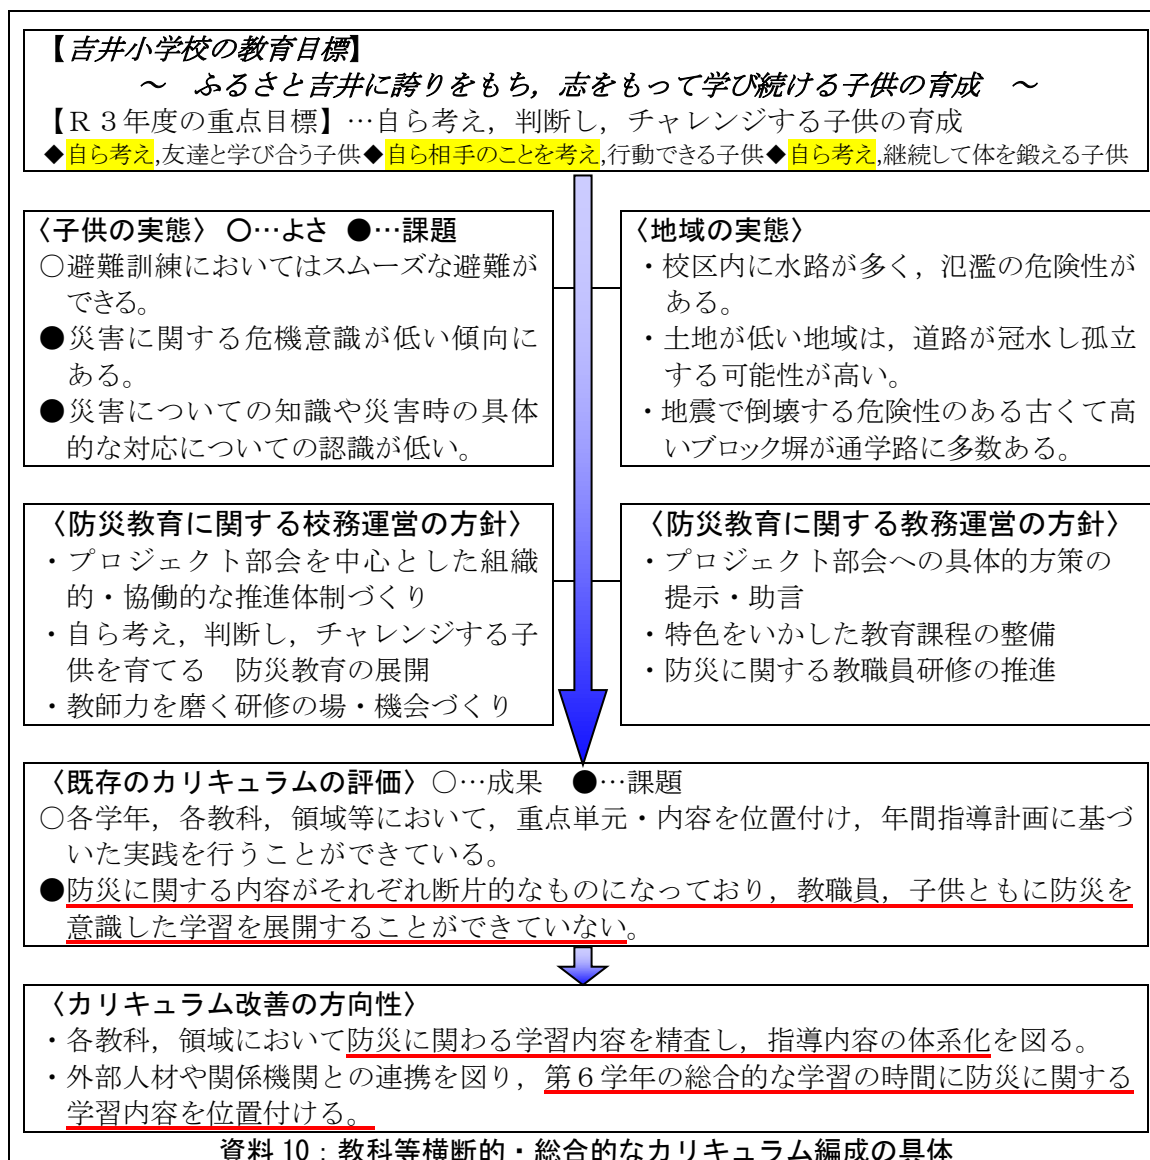 【吉井小学校の教育目標】
～　ふるさと吉井に誇りをもち，志をもって学び続ける子供の育成　～
【Ｒ３年度の重点目標】…自ら考え，判断し，チャレンジする子供の育成
◆自ら考え,友達と学び合う子供◆自ら相手のことを考え,行動できる子供◆自ら考え,継続して体を鍛える子供
〈子供の実態〉○…よさ　●…課題
○避難訓練においてはスムーズな避難が
できる。
●災害に関する危機意識が低い傾向に
ある。
●災害についての知識や災害時の具体
的な対応についての認識が低い。
〈地域の実態〉
・校区内に水路が多く，氾濫の危険性が
ある。
・土地が低い地域は，道路が冠水し孤立
する可能性が高い。
・地震で倒壊する危険性のある古くて高
いブロック塀が通学路に多数ある。
〈防災教育に関する校務運営の方針〉
・プロジェクト部会を中心とした組織
的・協働的な推進体制づくり
・自ら考え，判断し，チャレンジする子
供を育てる　防災教育の展開
・教師力を磨く研修の場・機会づくり
〈防災教育に関する教務運営の方針〉
・プロジェクト部会への具体的方策の
提示・助言
・特色をいかした教育課程の整備
・防災に関する教職員研修の推進
〈既存のカリキュラムの評価〉○…成果　●…課題
○各学年，各教科，領域等において，重点単元・内容を位置付け，年間指導計画に基づ
いた実践を行うことができている。
●防災に関する内容がそれぞれ断片的なものになっており，教職員，子供ともに防災を
意識した学習を展開することができていない。
〈カリキュラム改善の方向性〉
・各教科，領域において防災に関わる学習内容を精査し，指導内容の体系化を図る。
・外部人材や関係機関との連携を図り，第６学年の総合的な学習の時間に防災に関する
学習内容を位置付ける。
資料10：教科等横断的・総合的なカリキュラム編成の具体